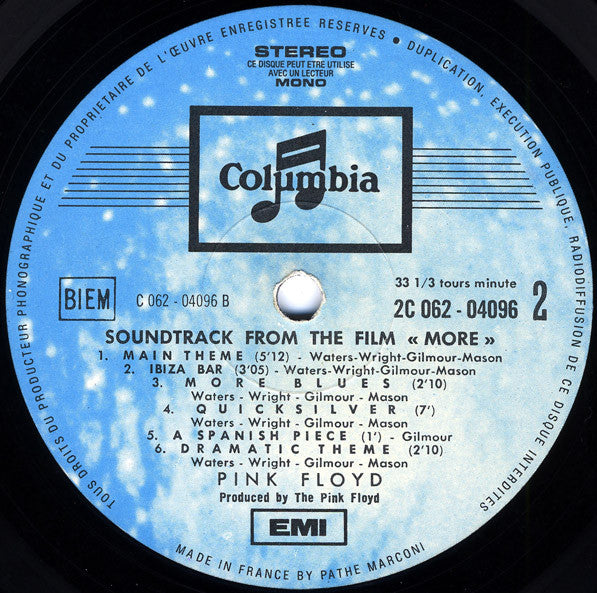 TOUS DROITS DU PRODUCTEUR PHONOGRAPHIQUE ET DU PROPRIETAIRE DE L'ŒUVRE ENREGISTREE RESERVES • DUPLICATION, EXECUTION PUBLIQUE, RADIODIFFUSION DE CE DISQUE INTERDITES
STEREO
CE DISQUE PEUT ETRE UTILISE
AVEC UN LECTEUR
MONO
Columbia
BIEM
C 062 - 04096 B
33 1/3 tours minute
2C 062 - 04096 2
SOUNDTRACK FROM THE FILM « MORE »
1. MAIN THEME (5'12) - Waters-Wright-Gilmour-Mason
2. IBIZA BAR (3'05) - Waters-Wright-Gilmour-Mason
3. MORE BLUES (2'10)
Waters - Wright - Gilmour - Mason
4. QUICKSILVER (7')
Waters - Wright - Gilmour - Mason
5. A SPANISH PIECE (1') - Gilmour
6. DRAMATIC THEME (2'10)
Waters - Wright - Gilmour - Mason
PINK FLOYD
Produced by The Pink Floyd
EMI
MADE IN FRANCE BY PATHE MARCONI